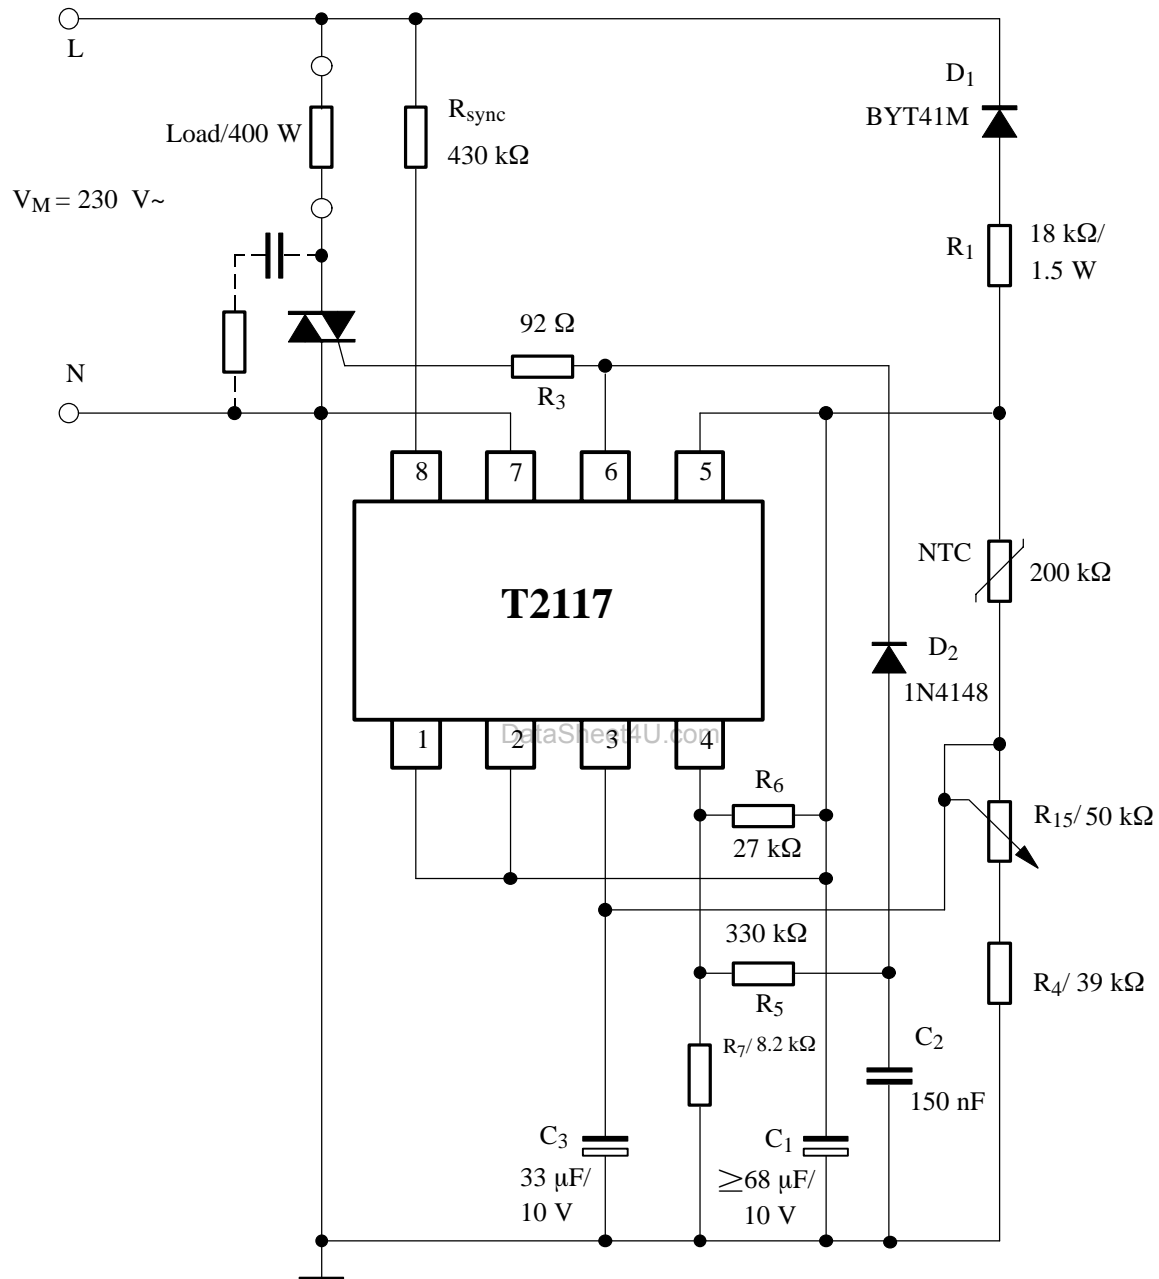 L
D1
Rsync
BYT41M
Load/400 W
430 kΩ
VM = 230 V~
R1
18 kΩ/
1.5 W
92 Ω
N
R3
8
7
6
5
NTC
200 kΩ
T2117
D2
1N4148
DataSheet4U.com
1
2
3
4
R6
R15/ 50 kΩ
27 kΩ
330 kΩ
R4/ 39 kΩ
R5
R7/ 8.2 kΩ
C2
150 nF
C3
C1
33 μF/
10 V
≥68 μF/
10 V